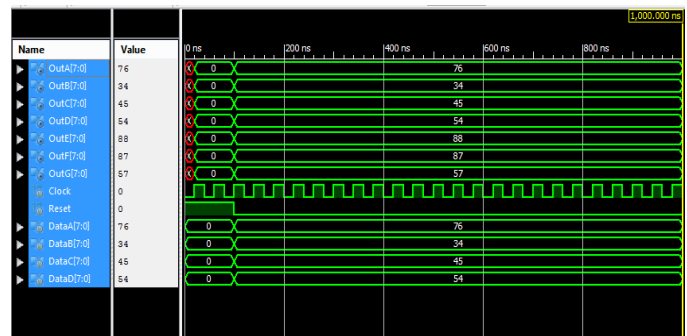 1,000.000 ns
Name Value 0 ns 200 ns 400 ns 600 ns 800 ns
OutA[7:0] 76 X 0 76
OutB[7:0] 34 X 0 34
OutC[7:0] 45 X 0 45
OutD[7:0] 54 X 0 54
OutE[7:0] 88 X 0 88
OutF[7:0] 87 X 0 87
OutG[7:0] 57 X 0 57
Clock 0
Reset 0
DataA[7:0] 76 0 76
DataB[7:0] 34 0 34
DataC[7:0] 45 0 45
DataD[7:0] 54 0 54